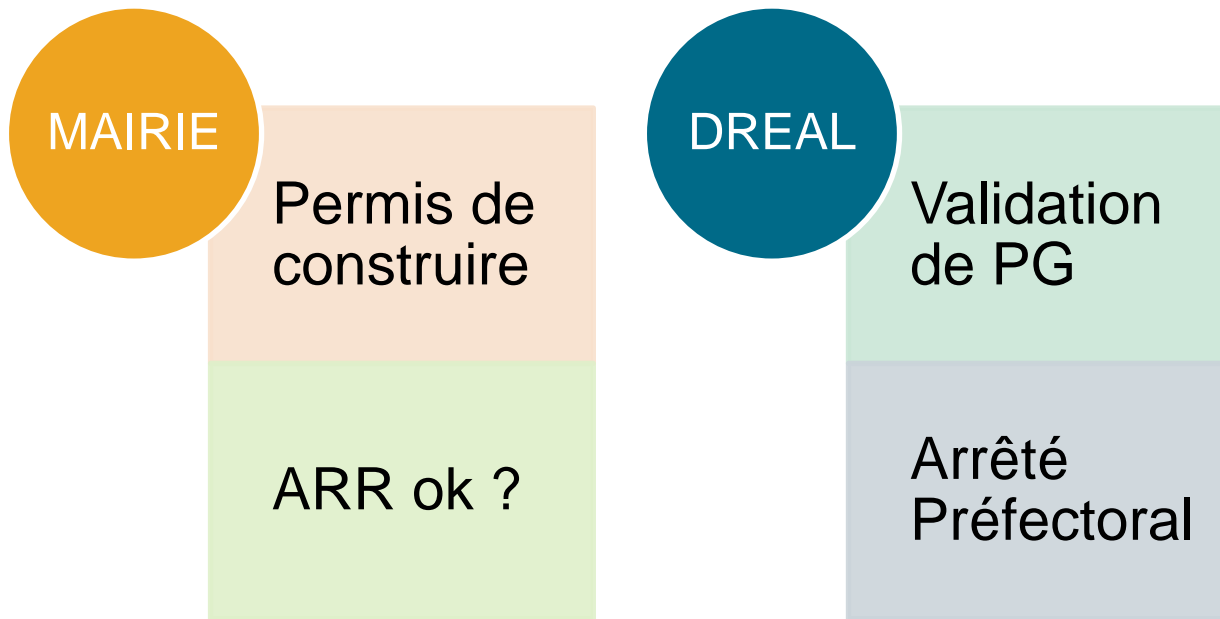 MAIRIE
Permis de
construire
ARR ok ?
DREAL
Validation
de PG
Arrêté
Préfectoral